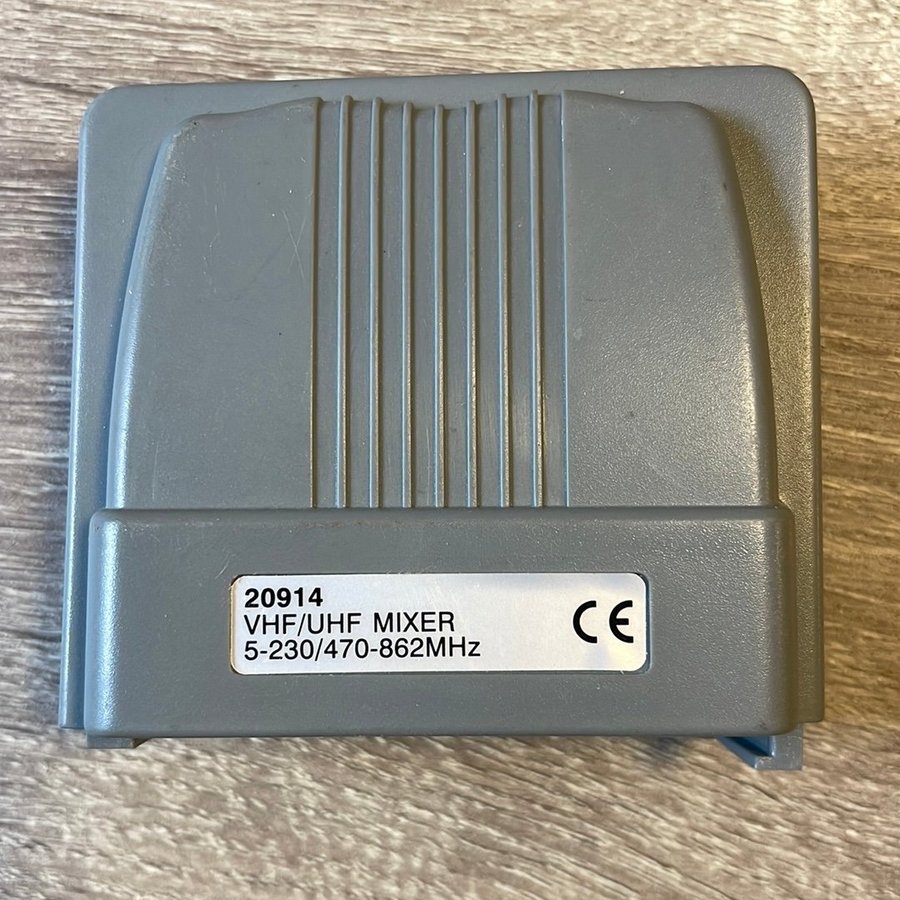 20914
VHF/UHF MIXER
5-230/470-862MHz
CE